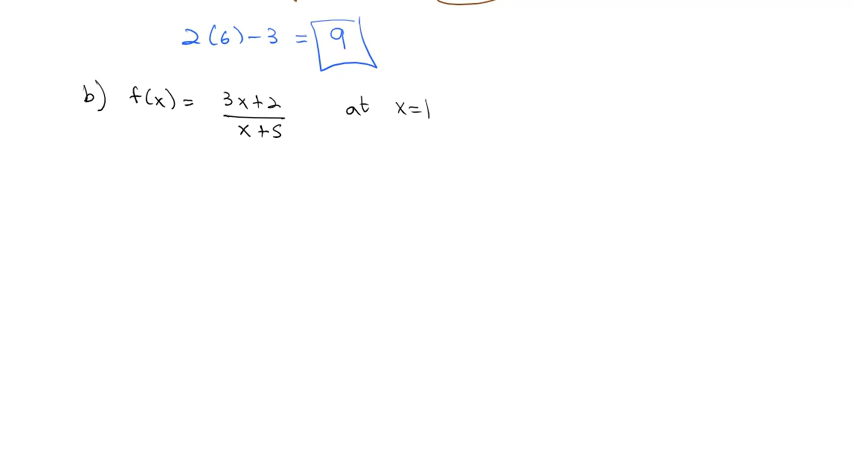 2(6) - 3 = 9
b) f(x) = 3x+2 / x+5 at x=1